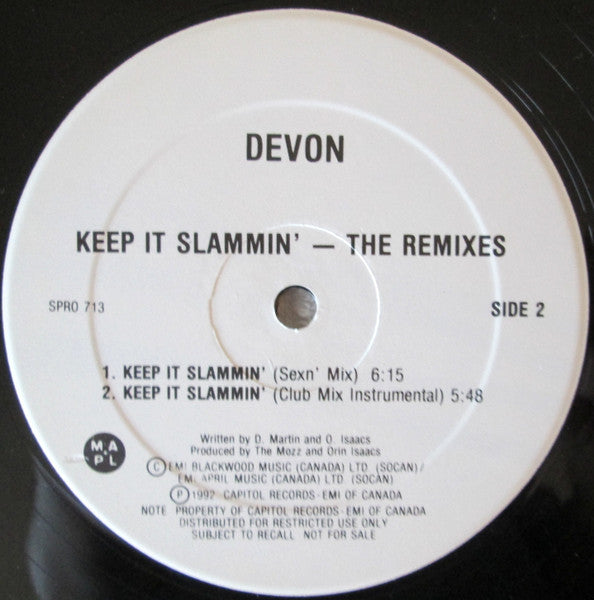 DEVON
KEEP IT SLAMMIN' — THE REMIXES
SPRO 713
SIDE 2
1. KEEP IT SLAMMIN' (Sexn' Mix) 6:15
2. KEEP IT SLAMMIN' (Club Mix Instrumental) 5:48
M A
P L
Written by D. Martin and O. Isaacs
Produced by The Mozz and Orin Isaacs
© EMI BLACKWOOD MUSIC (CANADA) LTD. (SOCAN)/
EMI APRIL MUSIC (CANADA) LTD. (SOCAN)
℗ 1992 CAPITOL RECORDS-EMI OF CANADA
NOTE PROPERTY OF CAPITOL RECORDS-EMI OF CANADA
DISTRIBUTED FOR RESTRICTED USE ONLY
SUBJECT TO RECALL NOT FOR SALE